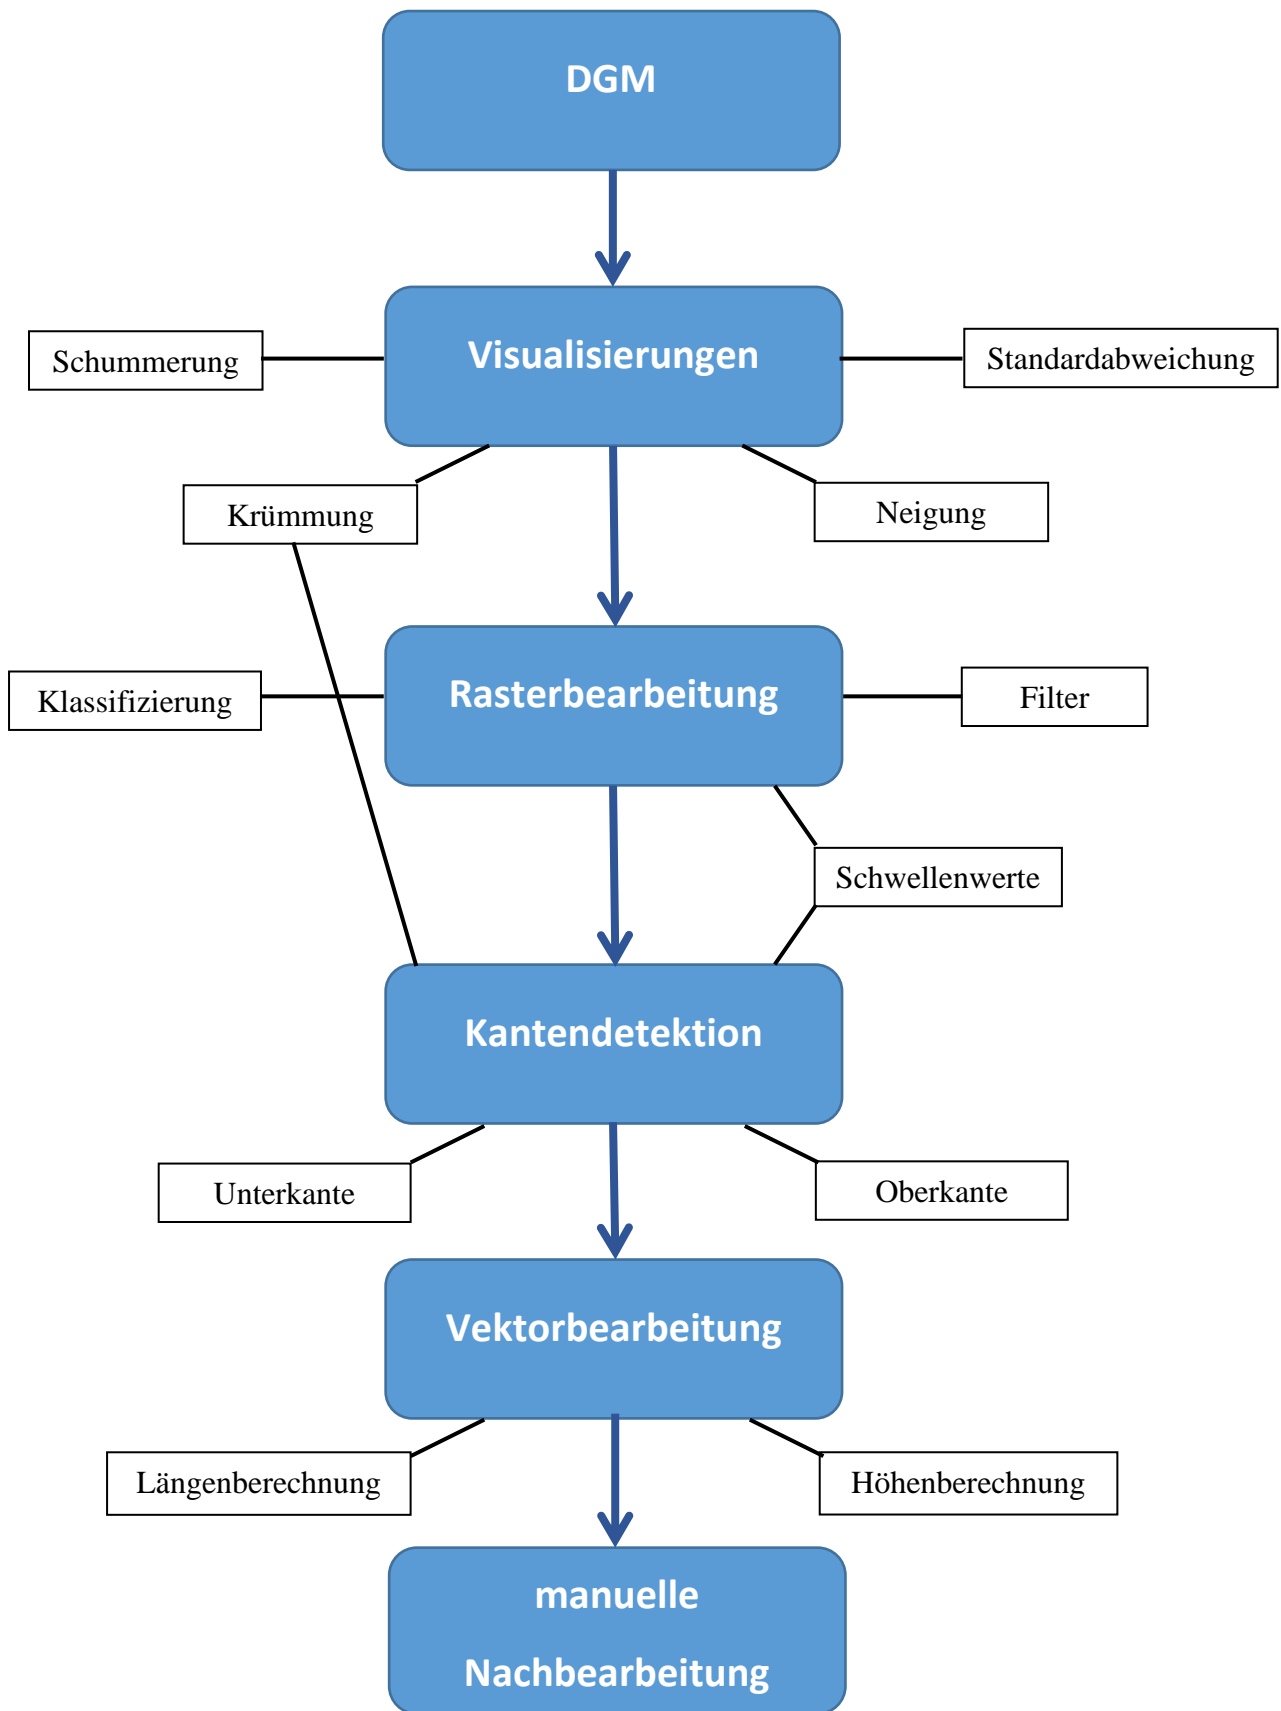 DGM
Visualisierungen
Schummerung
Standardabweichung
Krümmung
Neigung
Rasterbearbeitung
Klassifizierung
Filter
Schwellenwerte
Kantendetektion
Unterkante
Oberkante
Vektorbearbeitung
Längenberechnung
Höhenberechnung
manuelle
Nachbearbeitung